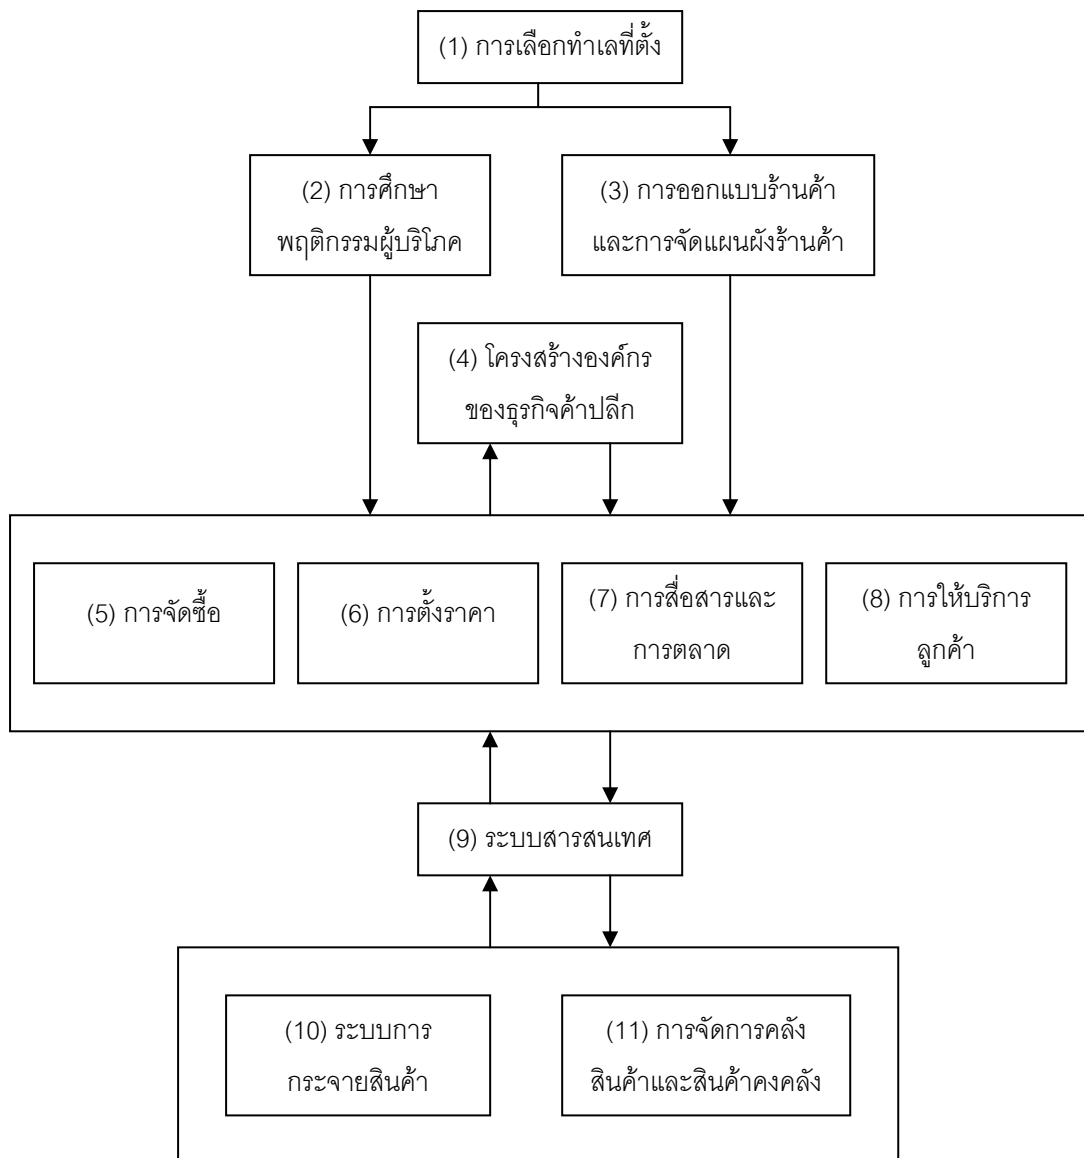 (1) การเลือกทำเลที่ตั้ง
(2) การศึกษา
พฤติกรรมผู้บริโภค
(3) การออกแบบร้านค้า
และการจัดแผนผังร้านค้า
(4) โครงสร้างองค์กร
ของธุรกิจค้าปลีก
(5) การจัดซื้อ
(6) การตั้งราคา
(7) การสื่อสารและ
การตลาด
(8) การให้บริการ
ลูกค้า
(9) ระบบสารสนเทศ
(10) ระบบการ
กระจายสินค้า
(11) การจัดการคลัง
สินค้าและสินค้าคงคลัง